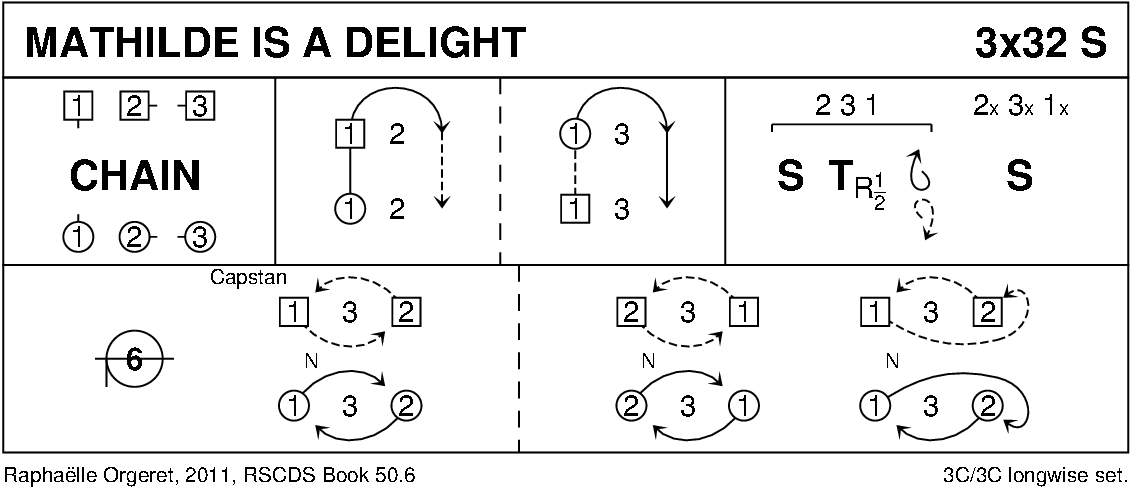 MATHILDE IS A DELIGHT 3x32 S
1 2 3
CHAIN
1 2 3
1 2
1 2
1 3
1 3
2 3 1 2x 3x 1x
S T R½ S
Capstan
6
1 3 2
N
1 3 2
2 3 1
N
2 3 1
1 3 2
N
1 3 2
Raphaëlle Orgeret, 2011, RSCDS Book 50.6 3C/3C longwise set.